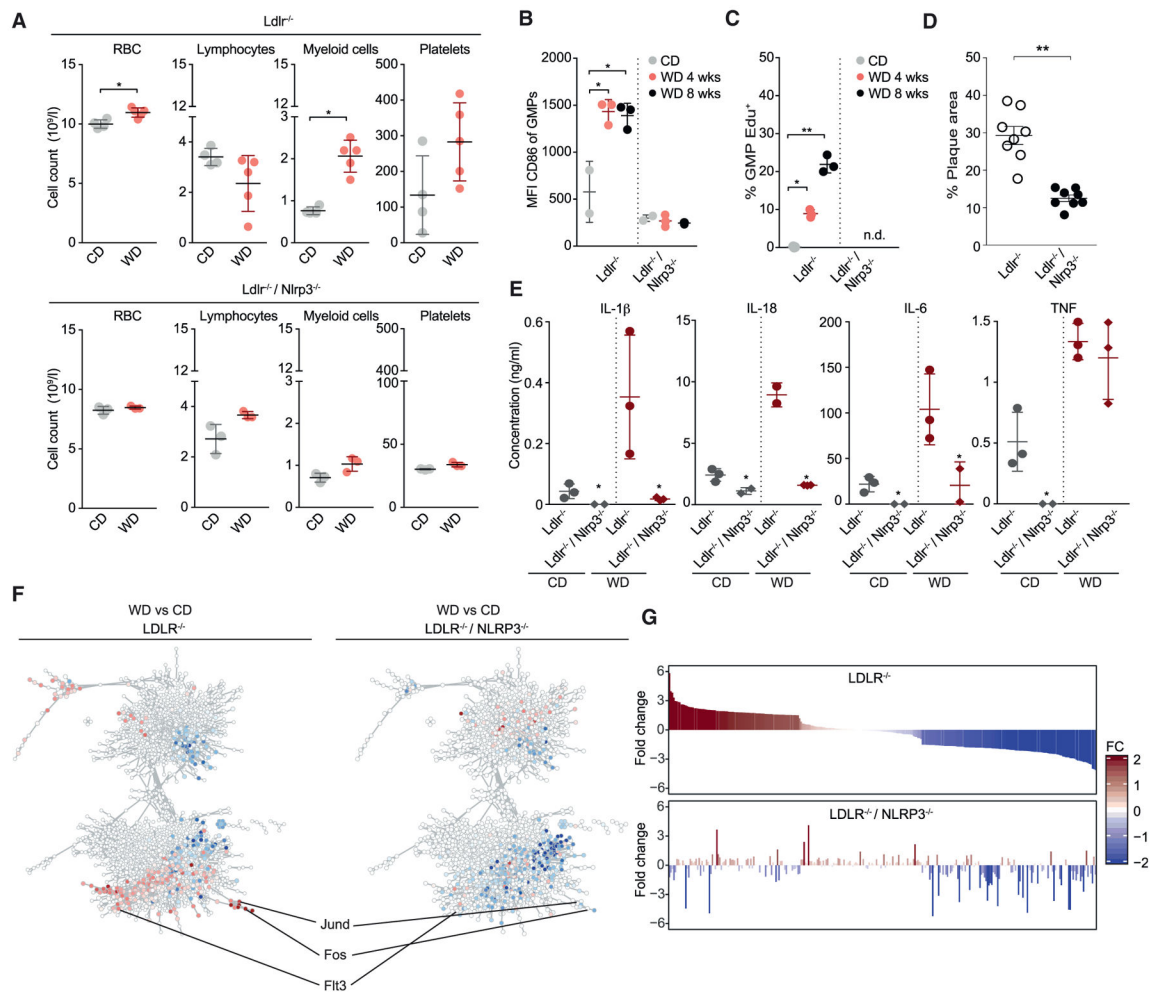 A
Ldlr-/-
RBC Lymphocytes Myeloid cells Platelets
Cell count (10⁹/l)
15 15 15 500
12 12 400
10 6 3 300
4 2 200
5 2 1 100
0 0 0 0
* *
CD WD CD WD CD WD CD WD
Ldlr-/- / Nlrp3-/-
RBC Lymphocytes Myeloid cells Platelets
Cell count (10⁹/l)
15 15 15 500
12 12 400
10 6 3 100
4 2
5 2 1 50
0 0 0 0
CD WD CD WD CD WD CD WD
B
CD
WD 4 wks
WD 8 wks
MFI CD86 of GMPs
2000
1500
1000
500
0
*
*
Ldlr-/-
Ldlr-/-/
Nlrp3-/-
C
CD
WD 4 wks
WD 8 wks
% GMP Edu+
50
40
30
20
10
0
**
*
n.d.
Ldlr-/-
Ldlr-/-/
Nlrp3-/-
D
% Plaque area
50
40
30
20
10
0
**
Ldlr-/-
Ldlr-/-/
Nlrp3-/-
E
Concentration (ng/ml)
IL-1β
0.6
0.4
0.2
0
* *
Ldlr-/- Ldlr-/- / Nlrp3-/- Ldlr-/- Ldlr-/- / Nlrp3-/-
CD WD
IL-18
15
10
5
0
* *
Ldlr-/- Ldlr-/- / Nlrp3-/- Ldlr-/- Ldlr-/- / Nlrp3-/-
CD WD
IL-6
200
150
100
50
0
* *
Ldlr-/- Ldlr-/- / Nlrp3-/- Ldlr-/- Ldlr-/- / Nlrp3-/-
CD WD
TNF
1.5
1
0.5
0
*
Ldlr-/- Ldlr-/- / Nlrp3-/- Ldlr-/- Ldlr-/- / Nlrp3-/-
CD WD
F
WD vs CD
LDLR-/-
WD vs CD
LDLR-/- / NLRP3-/-
Jund
Fos
Flt3
G
LDLR-/-
Fold change
6
3
0
−3
−6
LDLR-/- / NLRP3-/-
Fold change
6
3
0
−3
−6
FC
2
1
0
−1
−2